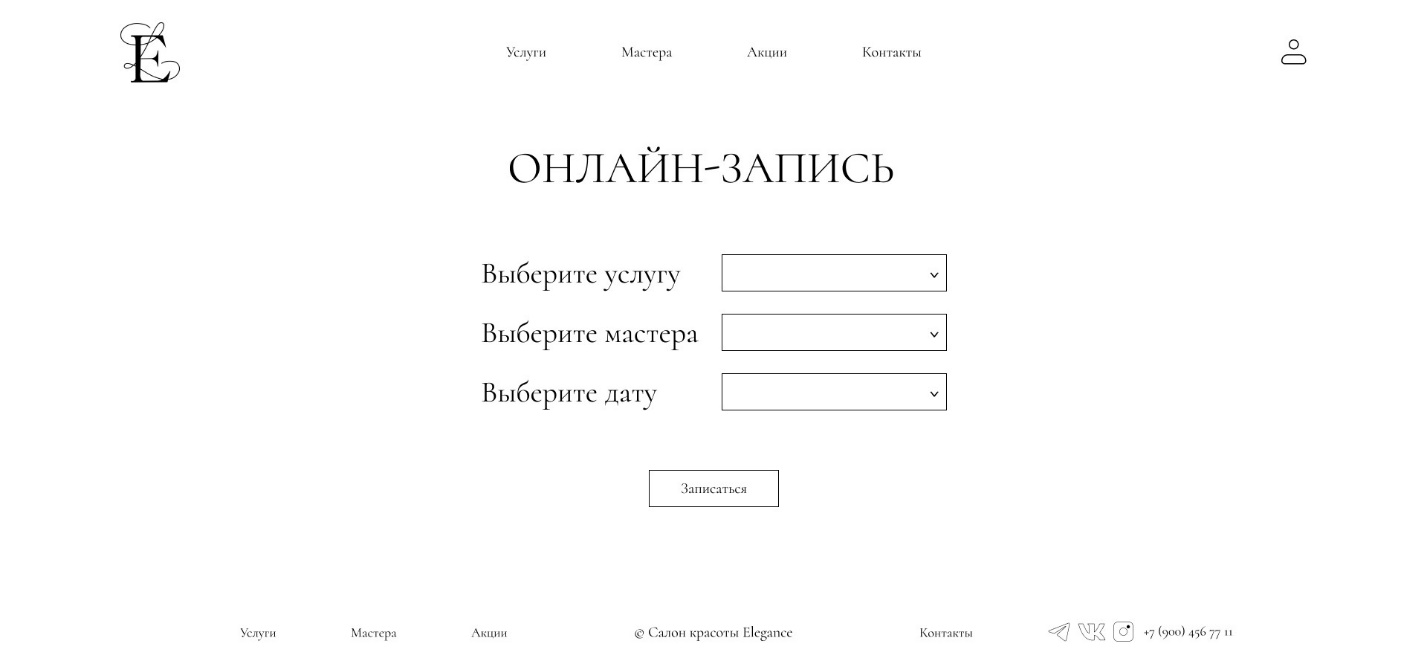 E
Услуги Мастера Акции Контакты
ОНЛАЙН-ЗАПИСЬ
Выберите услугу
Выберите мастера
Выберите дату
Записаться
Услуги Мастера Акции © Салон красоты Elegance Контакты +7 (900) 456 77 11